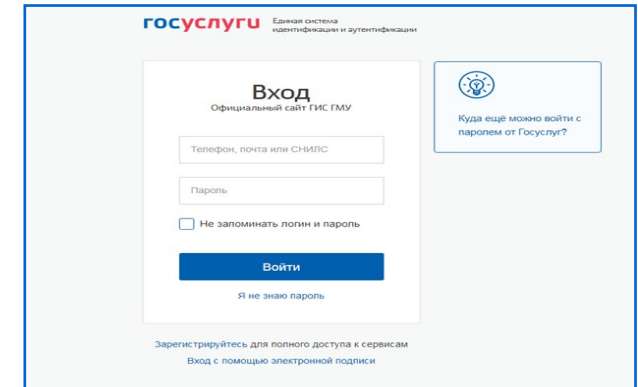 госуслуги
Единая система
идентификации и аутентификации
Вход
Официальный сайт ГИС ГМУ
Телефон, почта или СНИЛС
Пароль
Не запоминать логин и пароль
Войти
Я не знаю пароль
Куда ещё можно войти с
паролем от Госуслуг?
Зарегистрируйтесь для полного доступа к сервисам
Вход с помощью электронной подписи